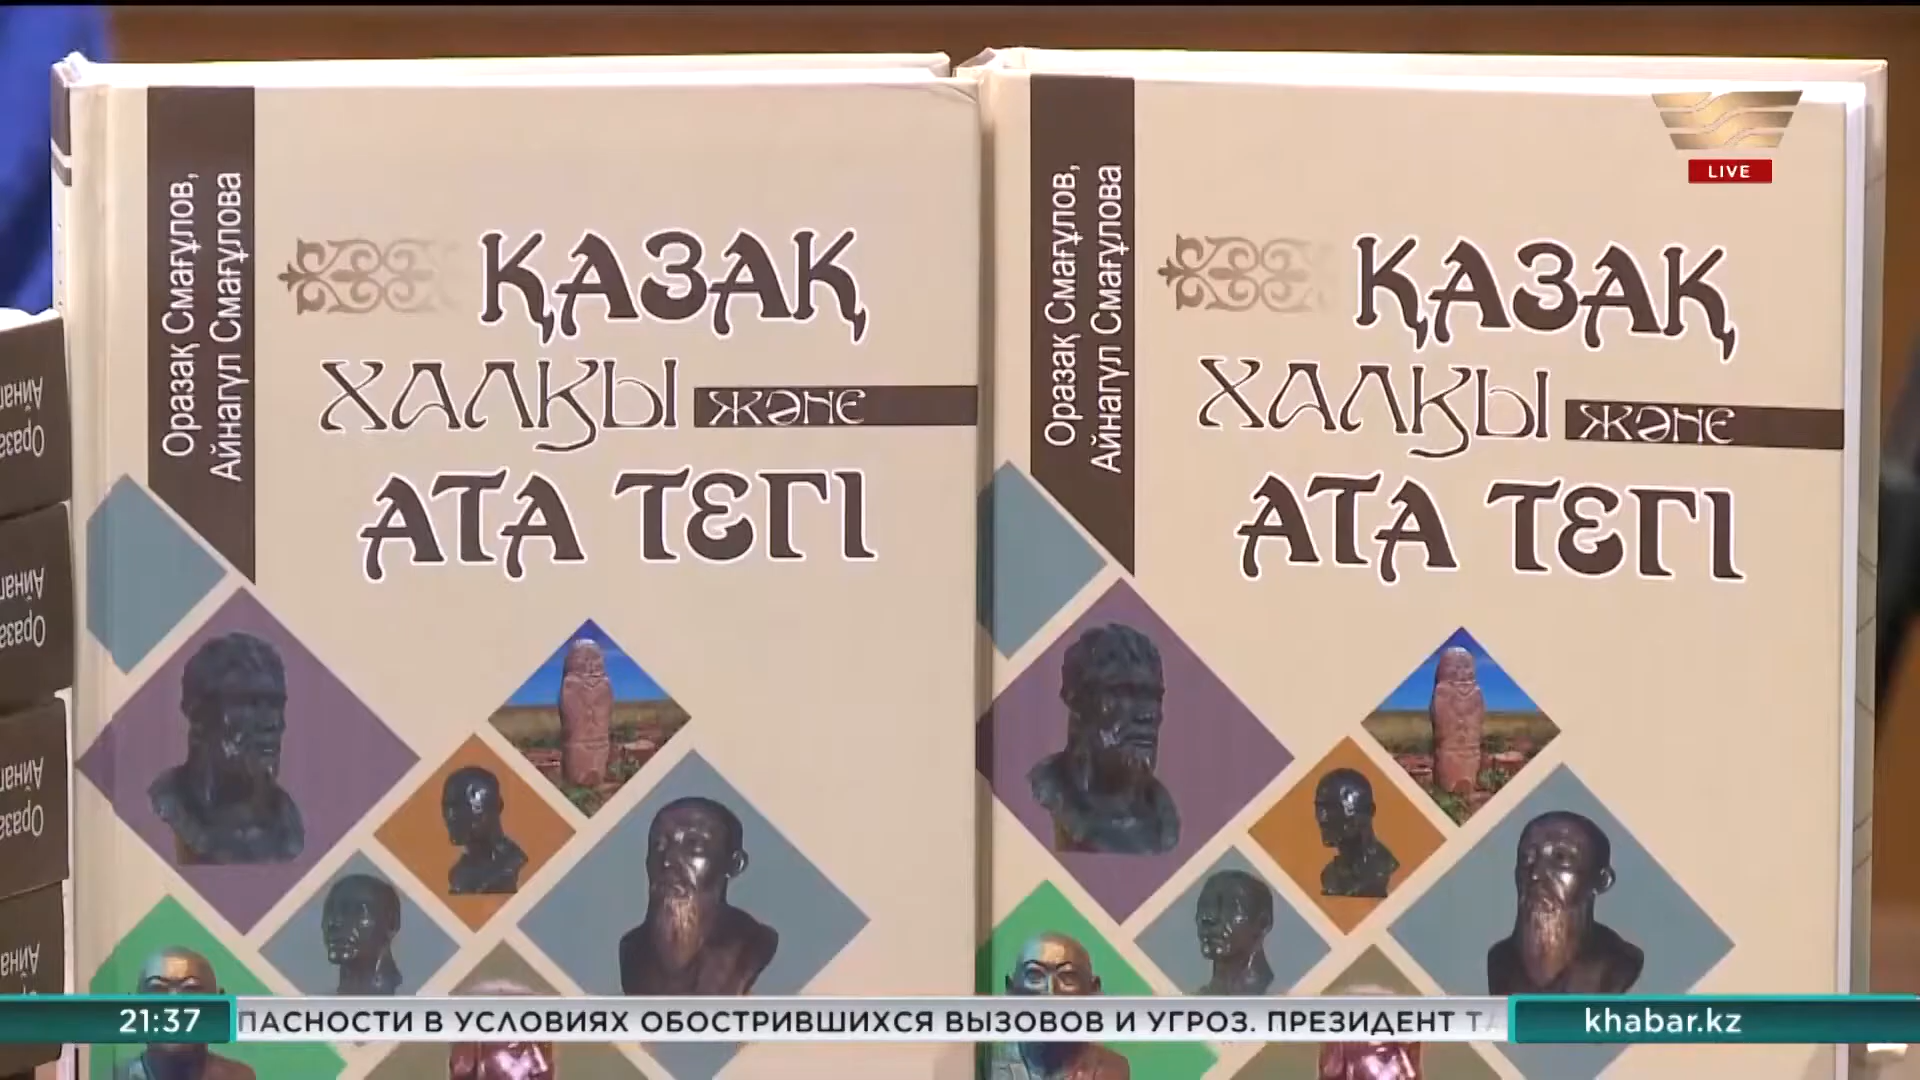 Оразақ Смағұлов,
Айнагүл Смағұлова
ҚАЗАҚ
ХАЛҚЫ ЖӘНЕ
АТА ТЕГІ
Оразақ Смағұлов,
Айнагүл Смағұлова
ҚАЗАҚ
ХАЛҚЫ ЖӘНЕ
АТА ТЕГІ
LIVE
21:37
ПАСНОСТИ В УСЛОВИЯХ ОБОСТРИВШИХСЯ ВЫЗОВОВ И УГРОЗ. ПРЕЗИДЕНТ
khabar.kz